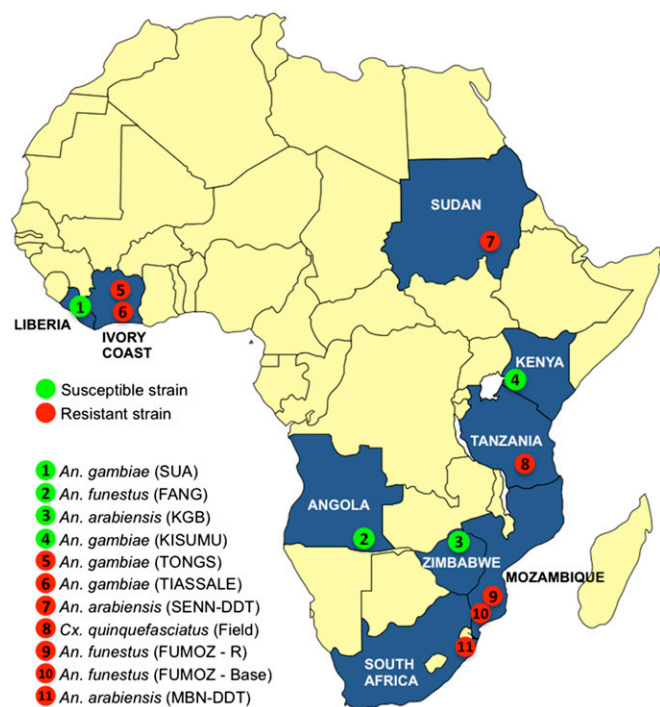 SUDAN
7
5
1
6
LIBERIA
IVORY
COAST
KENYA
4
Susceptible strain
Resistant strain
TANZANIA
8
1 An. gambiae (SUA)
2 An. funestus (FANG)
3 An. arabiensis (KGB)
4 An. gambiae (KISUMU)
5 An. gambiae (TONGS)
6 An. gambiae (TIASSALE)
7 An. arabiensis (SENN-DDT)
8 Cx. quinquefasciatus (Field)
9 An. funestus (FUMOZ - R)
10 An. funestus (FUMOZ - Base)
11 An. arabiensis (MBN-DDT)
ANGOLA
2
3
ZIMBABWE
MOZAMBIQUE
9
10
11
SOUTH
AFRICA